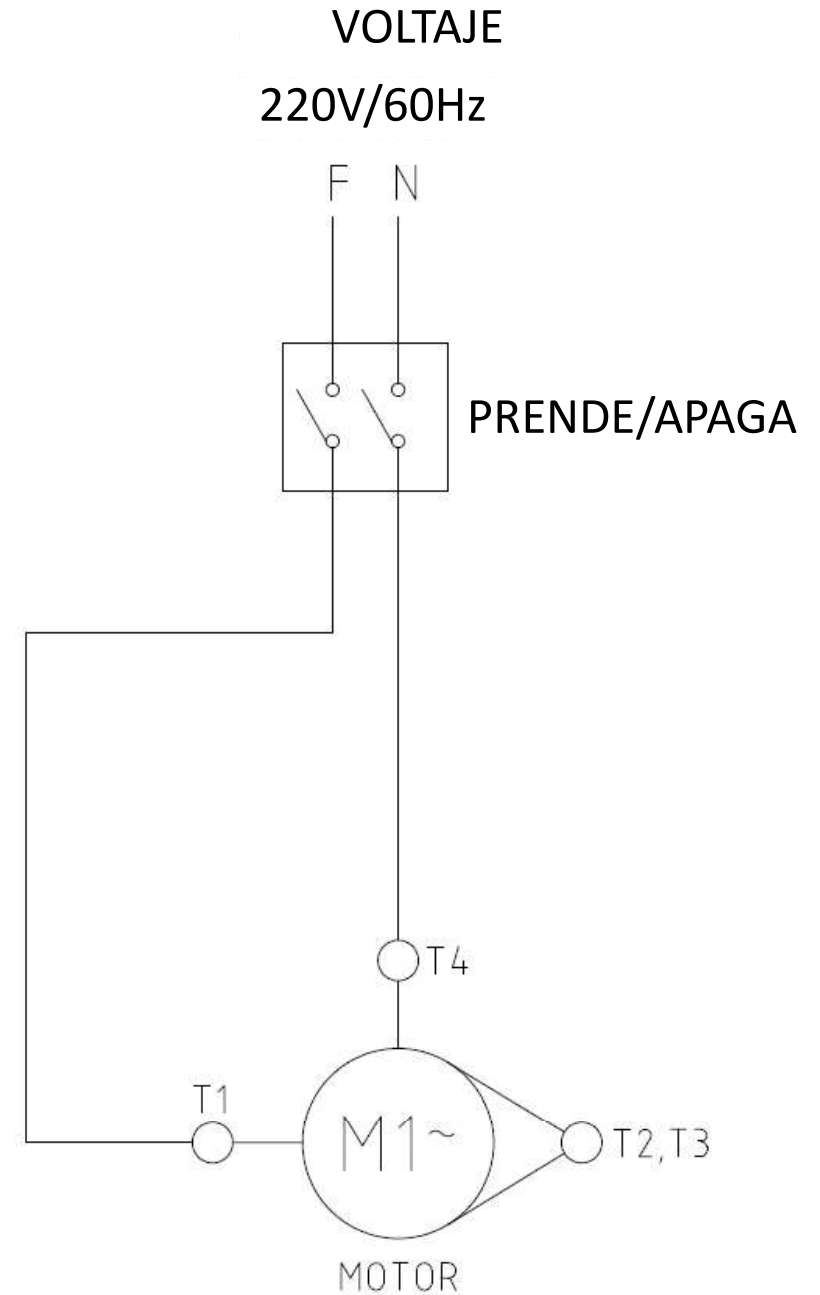 VOLTAJE
220V/60Hz
F N
PRENDE/APAGA
T4
T1
M1~
T2,T3
MOTOR